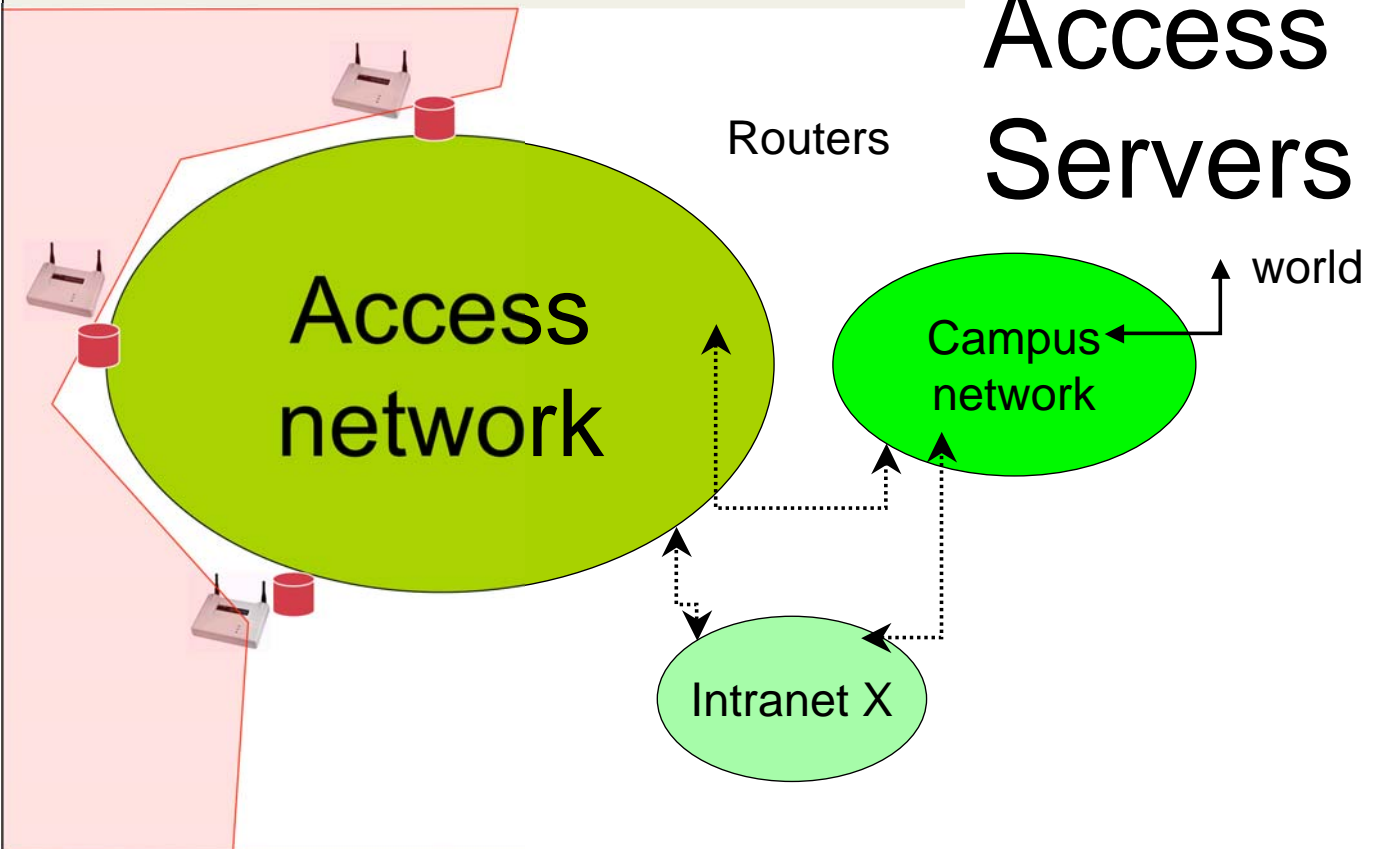 Access
Servers
Routers
world
Access
network
Campus
network
Intranet X